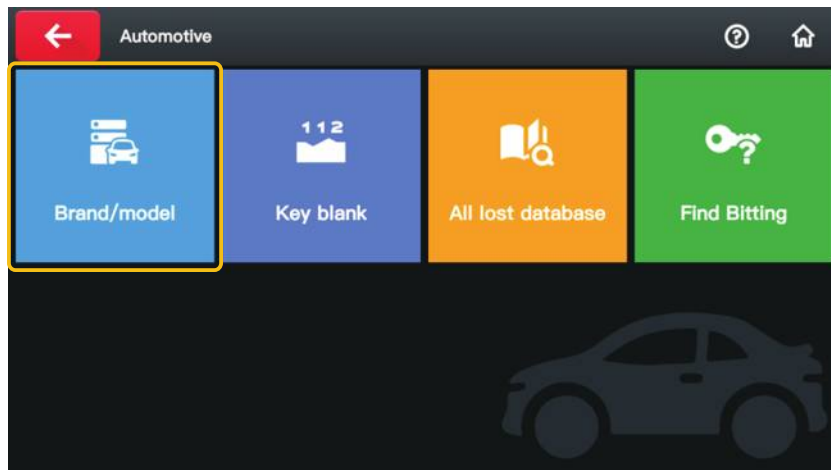 Automotive
112
Brand/model
Key blank
All lost database
Find Bitting